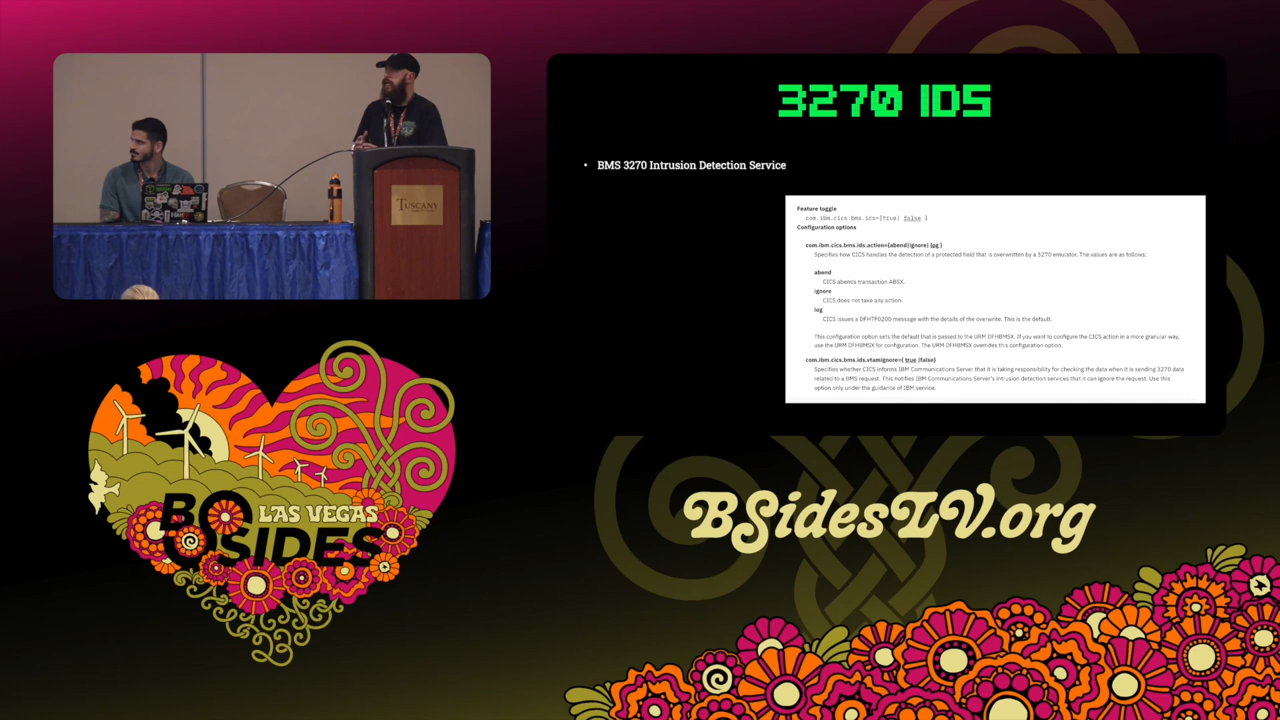 3270 IDS
• BMS 3270 Intrusion Detection Service
Feature toggle
com.ibm.cics.bms.ids={true| false }
Configuration options
com.ibm.cics.bms.ids.action={abend|ignore| log }
Specifies how CICS handles the detection of a protected field that is overwritten by a 3270 emulator. The values are as follows:
abend
CICS abends transaction ABSX.
ignore
CICS does not take any action.
log
CICS issues a DFHTF0200 message with the details of the overwrite. This is the default.
This configuration option sets the default that is passed to the URM DFHBMSX. If you want to configure the CICS action in a more granular way,
use the URM DFHBMSX for configuration. The URM DFHBMSX overrides this configuration option.
com.ibm.cics.bms.ids.vtamignore={ true |false}
Specifies whether CICS informs IBM Communications Server that it is taking responsibility for checking the data when it is sending 3270 data
related to a BMS request. This notifies IBM Communications Server's intrusion detection services that it can ignore the request. Use this
option only under the guidance of IBM service.
TUSCANY
BSIDES
LAS VEGAS
BSidesLV.org